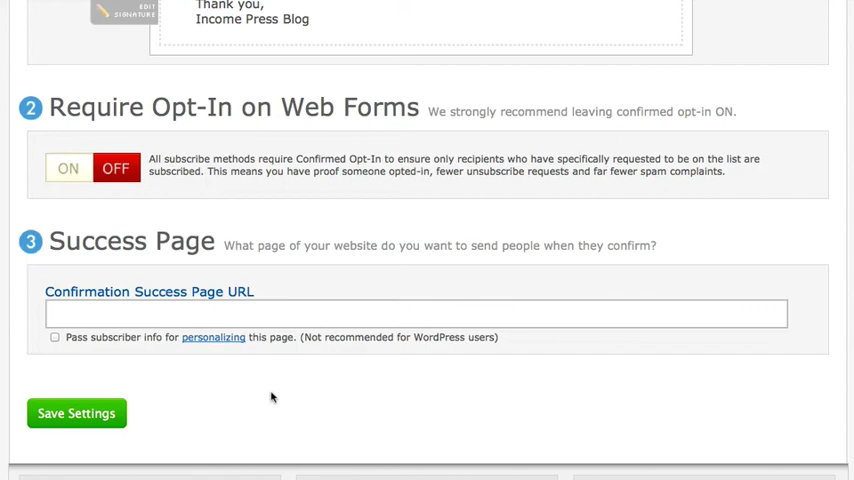 EDIT
SIGNATURE
Thank you,
Income Press Blog
2 Require Opt-In on Web Forms We strongly recommend leaving confirmed opt-in ON.
ON OFF
All subscribe methods require Confirmed Opt-In to ensure only recipients who have specifically requested to be on the list are
subscribed. This means you have proof someone opted-in, fewer unsubscribe requests and far fewer spam complaints.
3 Success Page What page of your website do you want to send people when they confirm?
Confirmation Success Page URL
Pass subscriber info for personalizing this page. (Not recommended for WordPress users)
Save Settings